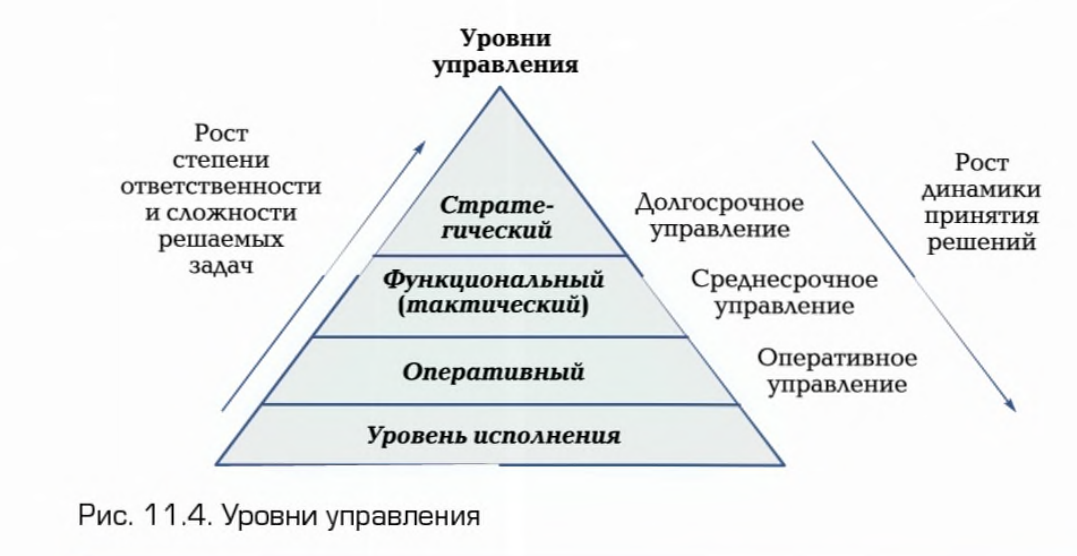 Уровни
управления
Рост
степени
ответственности
и сложности
решаемых
задач
Страте-
гический
Долгосрочное
управление
Рост
динамики
принятия
решений
Функциональный
(тактический)
Среднесрочное
управление
Оперативный
Оперативное
управление
Уровень исполнения
Рис. 11.4. Уровни управления